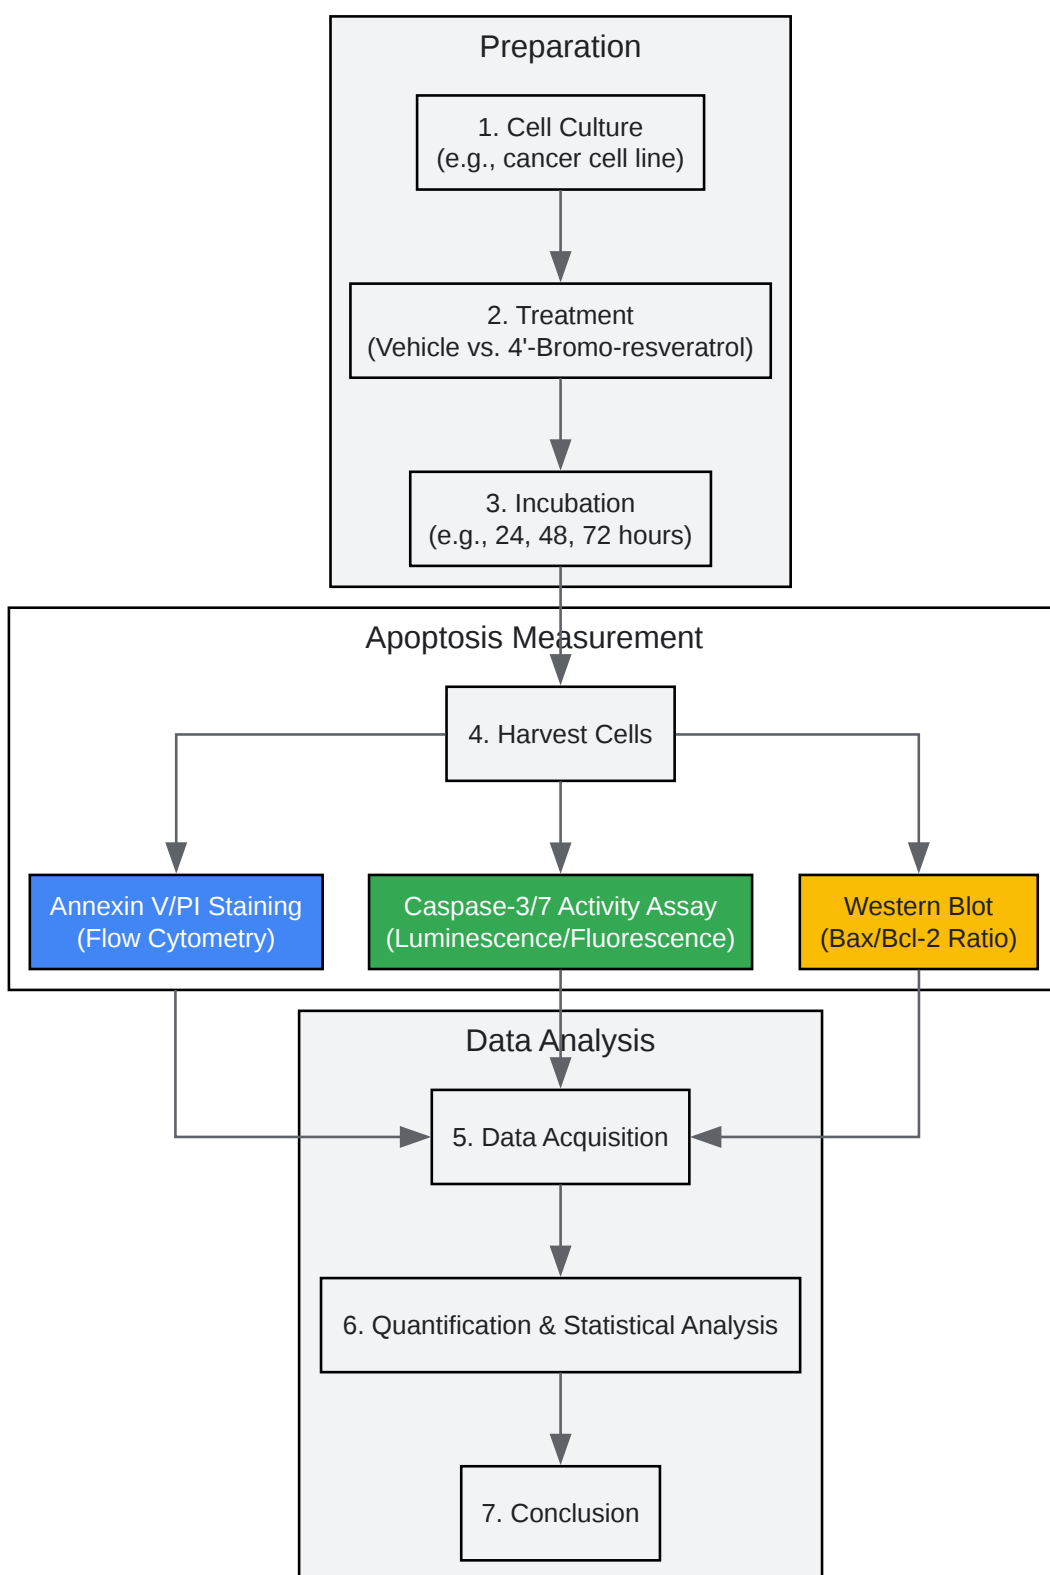 Preparation
1. Cell Culture
(e.g., cancer cell line)
2. Treatment
(Vehicle vs. 4'-Bromo-resveratrol)
3. Incubation
(e.g., 24, 48, 72 hours)
Apoptosis Measurement
4. Harvest Cells
Annexin V/PI Staining
(Flow Cytometry)
Caspase-3/7 Activity Assay
(Luminescence/Fluorescence)
Western Blot
(Bax/Bcl-2 Ratio)
Data Analysis
5. Data Acquisition
6. Quantification & Statistical Analysis
7. Conclusion